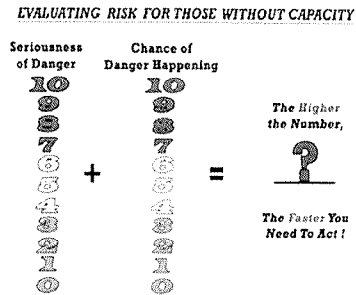 EVALUATING RISK FOR THOSE WITHOUT CAPACITY
Seriousness of Danger
Chance of Danger Happening
10 10
9 9
8 8
7 7
6 6
5 5
4 4
3 3
2 2
1 1
0 0
+
=
The Higher
the Number,
?
The Faster You
Need To Act !